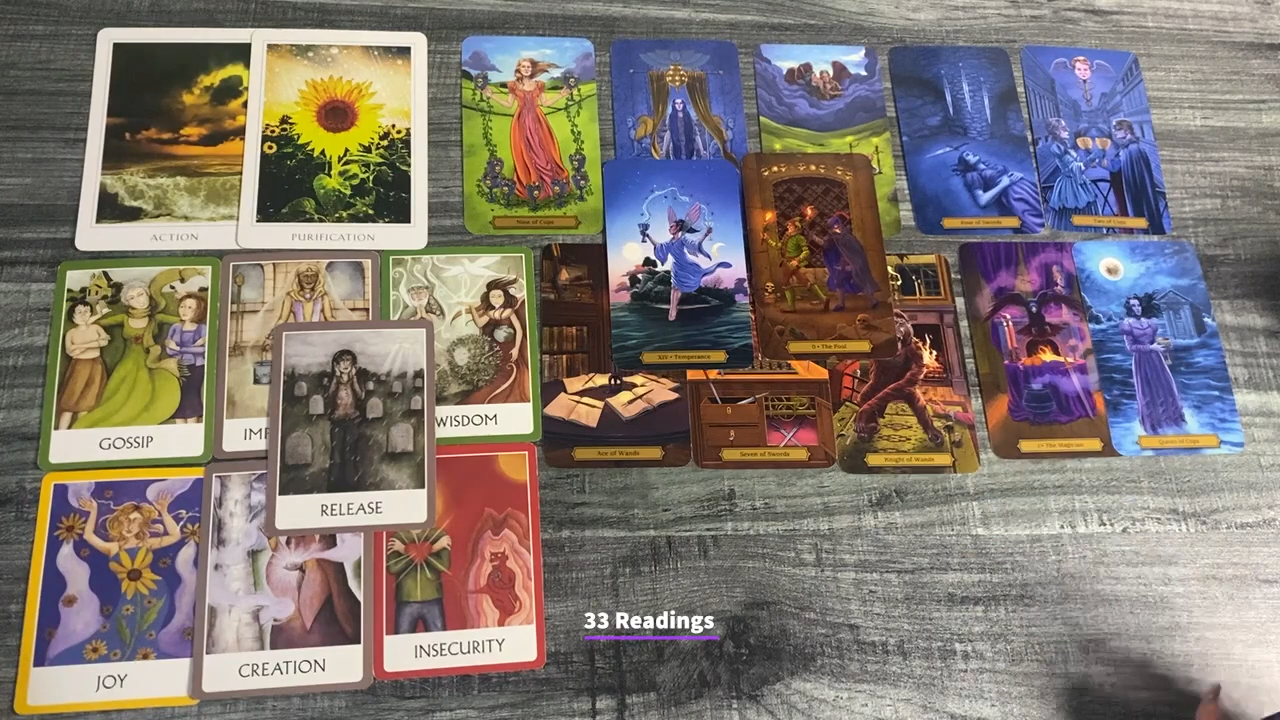 ACTION
PURIFICATION
Nine of Cups
Four of Swords
Two of Cups
GOSSIP
IMP
WISDOM
XIV • Temperance
0 • The Fool
Ace of Wands
Seven of Swords
Knight of Wands
I • The Magician
Queen of Cups
RELEASE
JOY
CREATION
INSECURITY
33 Readings